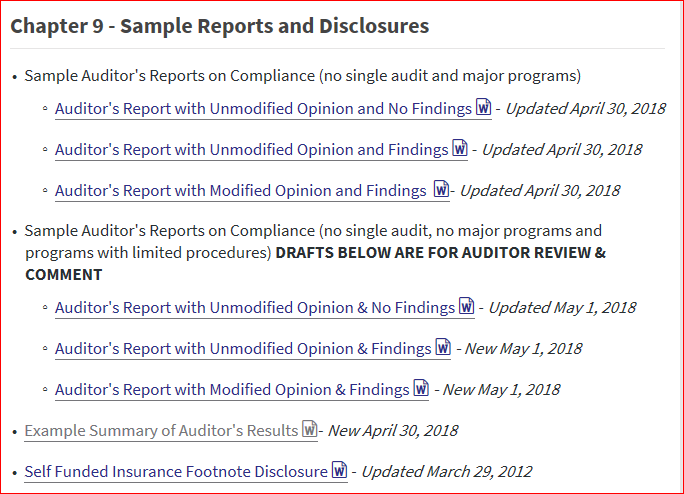 Chapter 9 - Sample Reports and Disclosures
• Sample Auditor's Reports on Compliance (no single audit and major programs)
◦ Auditor's Report with Unmodified Opinion and No Findings - Updated April 30, 2018
◦ Auditor's Report with Unmodified Opinion and Findings - Updated April 30, 2018
◦ Auditor's Report with Modified Opinion and Findings - Updated April 30, 2018
• Sample Auditor's Reports on Compliance (no single audit, no major programs and
programs with limited procedures) DRAFTS BELOW ARE FOR AUDITOR REVIEW &
COMMENT
◦ Auditor's Report with Unmodified Opinion & No Findings - Updated May 1, 2018
◦ Auditor's Report with Unmodified Opinion & Findings - New May 1, 2018
◦ Auditor's Report with Modified Opinion & Findings - New May 1, 2018
• Example Summary of Auditor's Results - New April 30, 2018
• Self Funded Insurance Footnote Disclosure - Updated March 29, 2012